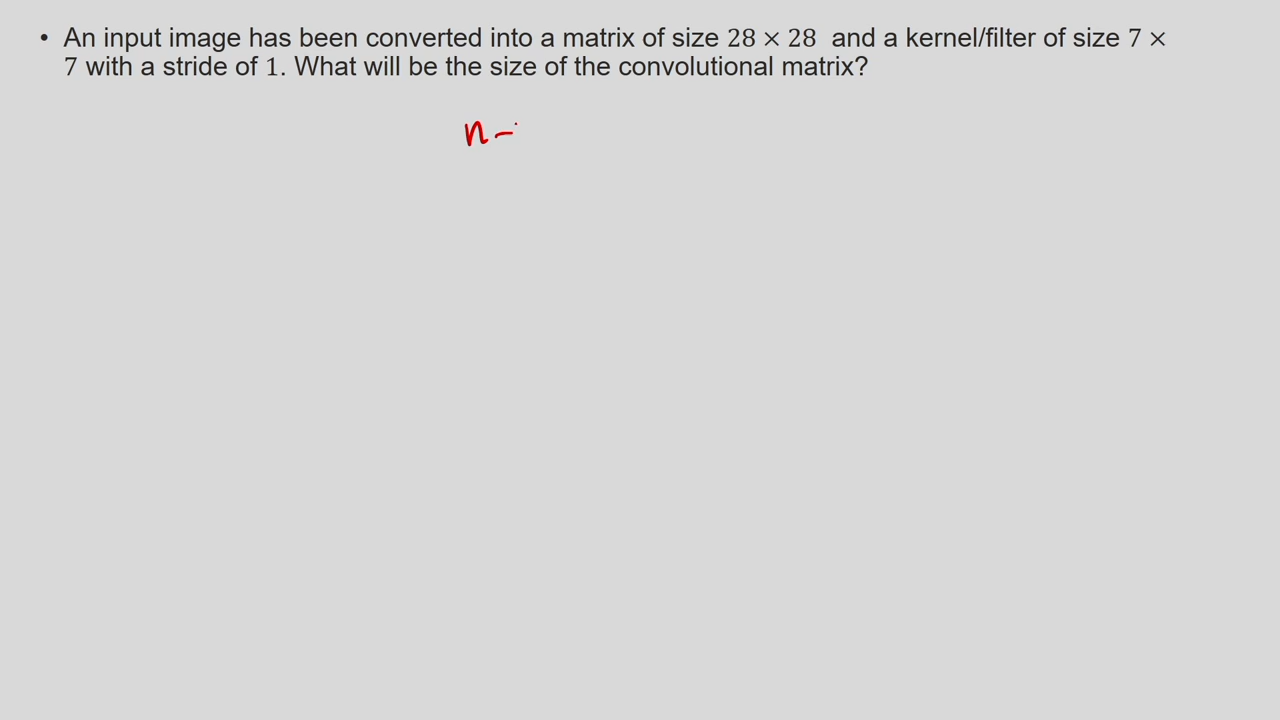 • An input image has been converted into a matrix of size 28 × 28 and a kernel/filter of size 7 ×
7 with a stride of 1. What will be the size of the convolutional matrix?
n -